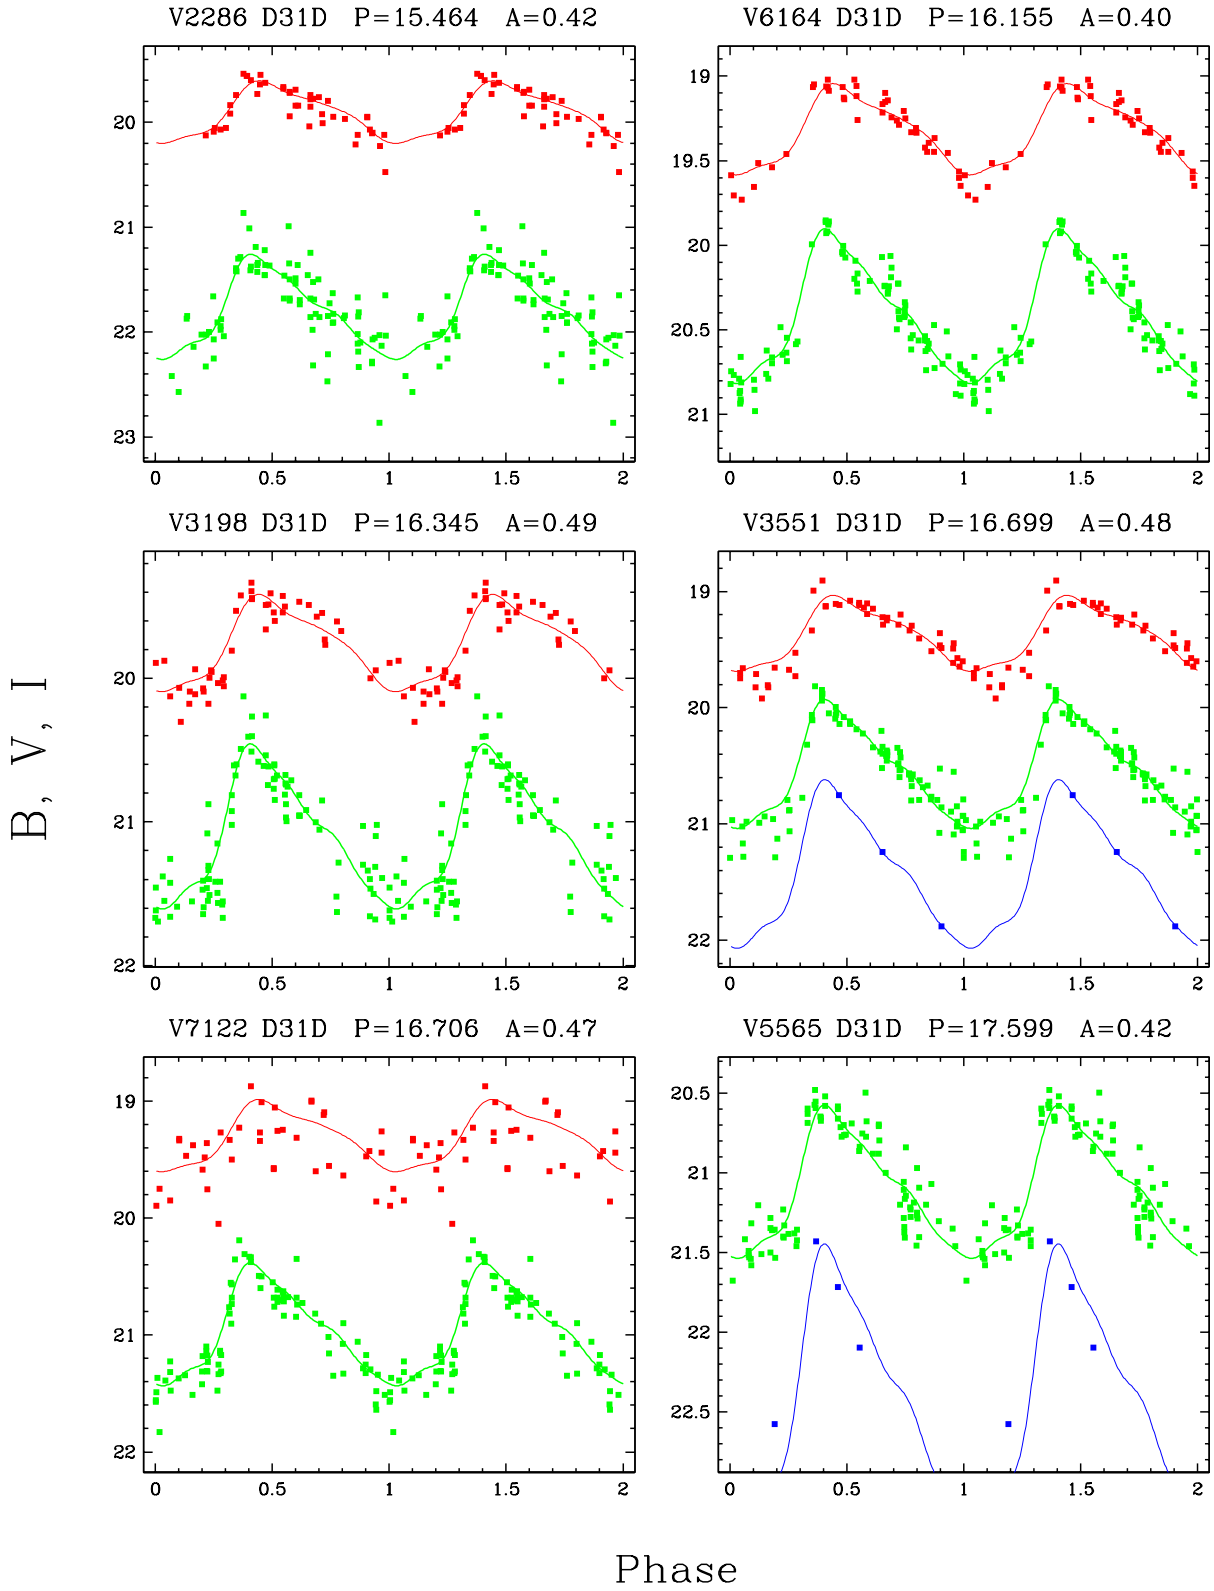 V2286 D31D P=15.464 A=0.42
20
21
22
23
0 0.5 1 1.5 2
V6164 D31D P=16.155 A=0.40
19
19.5
20
20.5
21
0 0.5 1 1.5 2
V3198 D31D P=16.345 A=0.49
20
21
22
0 0.5 1 1.5 2
V3551 D31D P=16.699 A=0.48
19
20
21
22
0 0.5 1 1.5 2
V7122 D31D P=16.706 A=0.47
19
20
21
22
0 0.5 1 1.5 2
V5565 D31D P=17.599 A=0.42
20.5
21
21.5
22
22.5
0 0.5 1 1.5 2
B, V, I
Phase